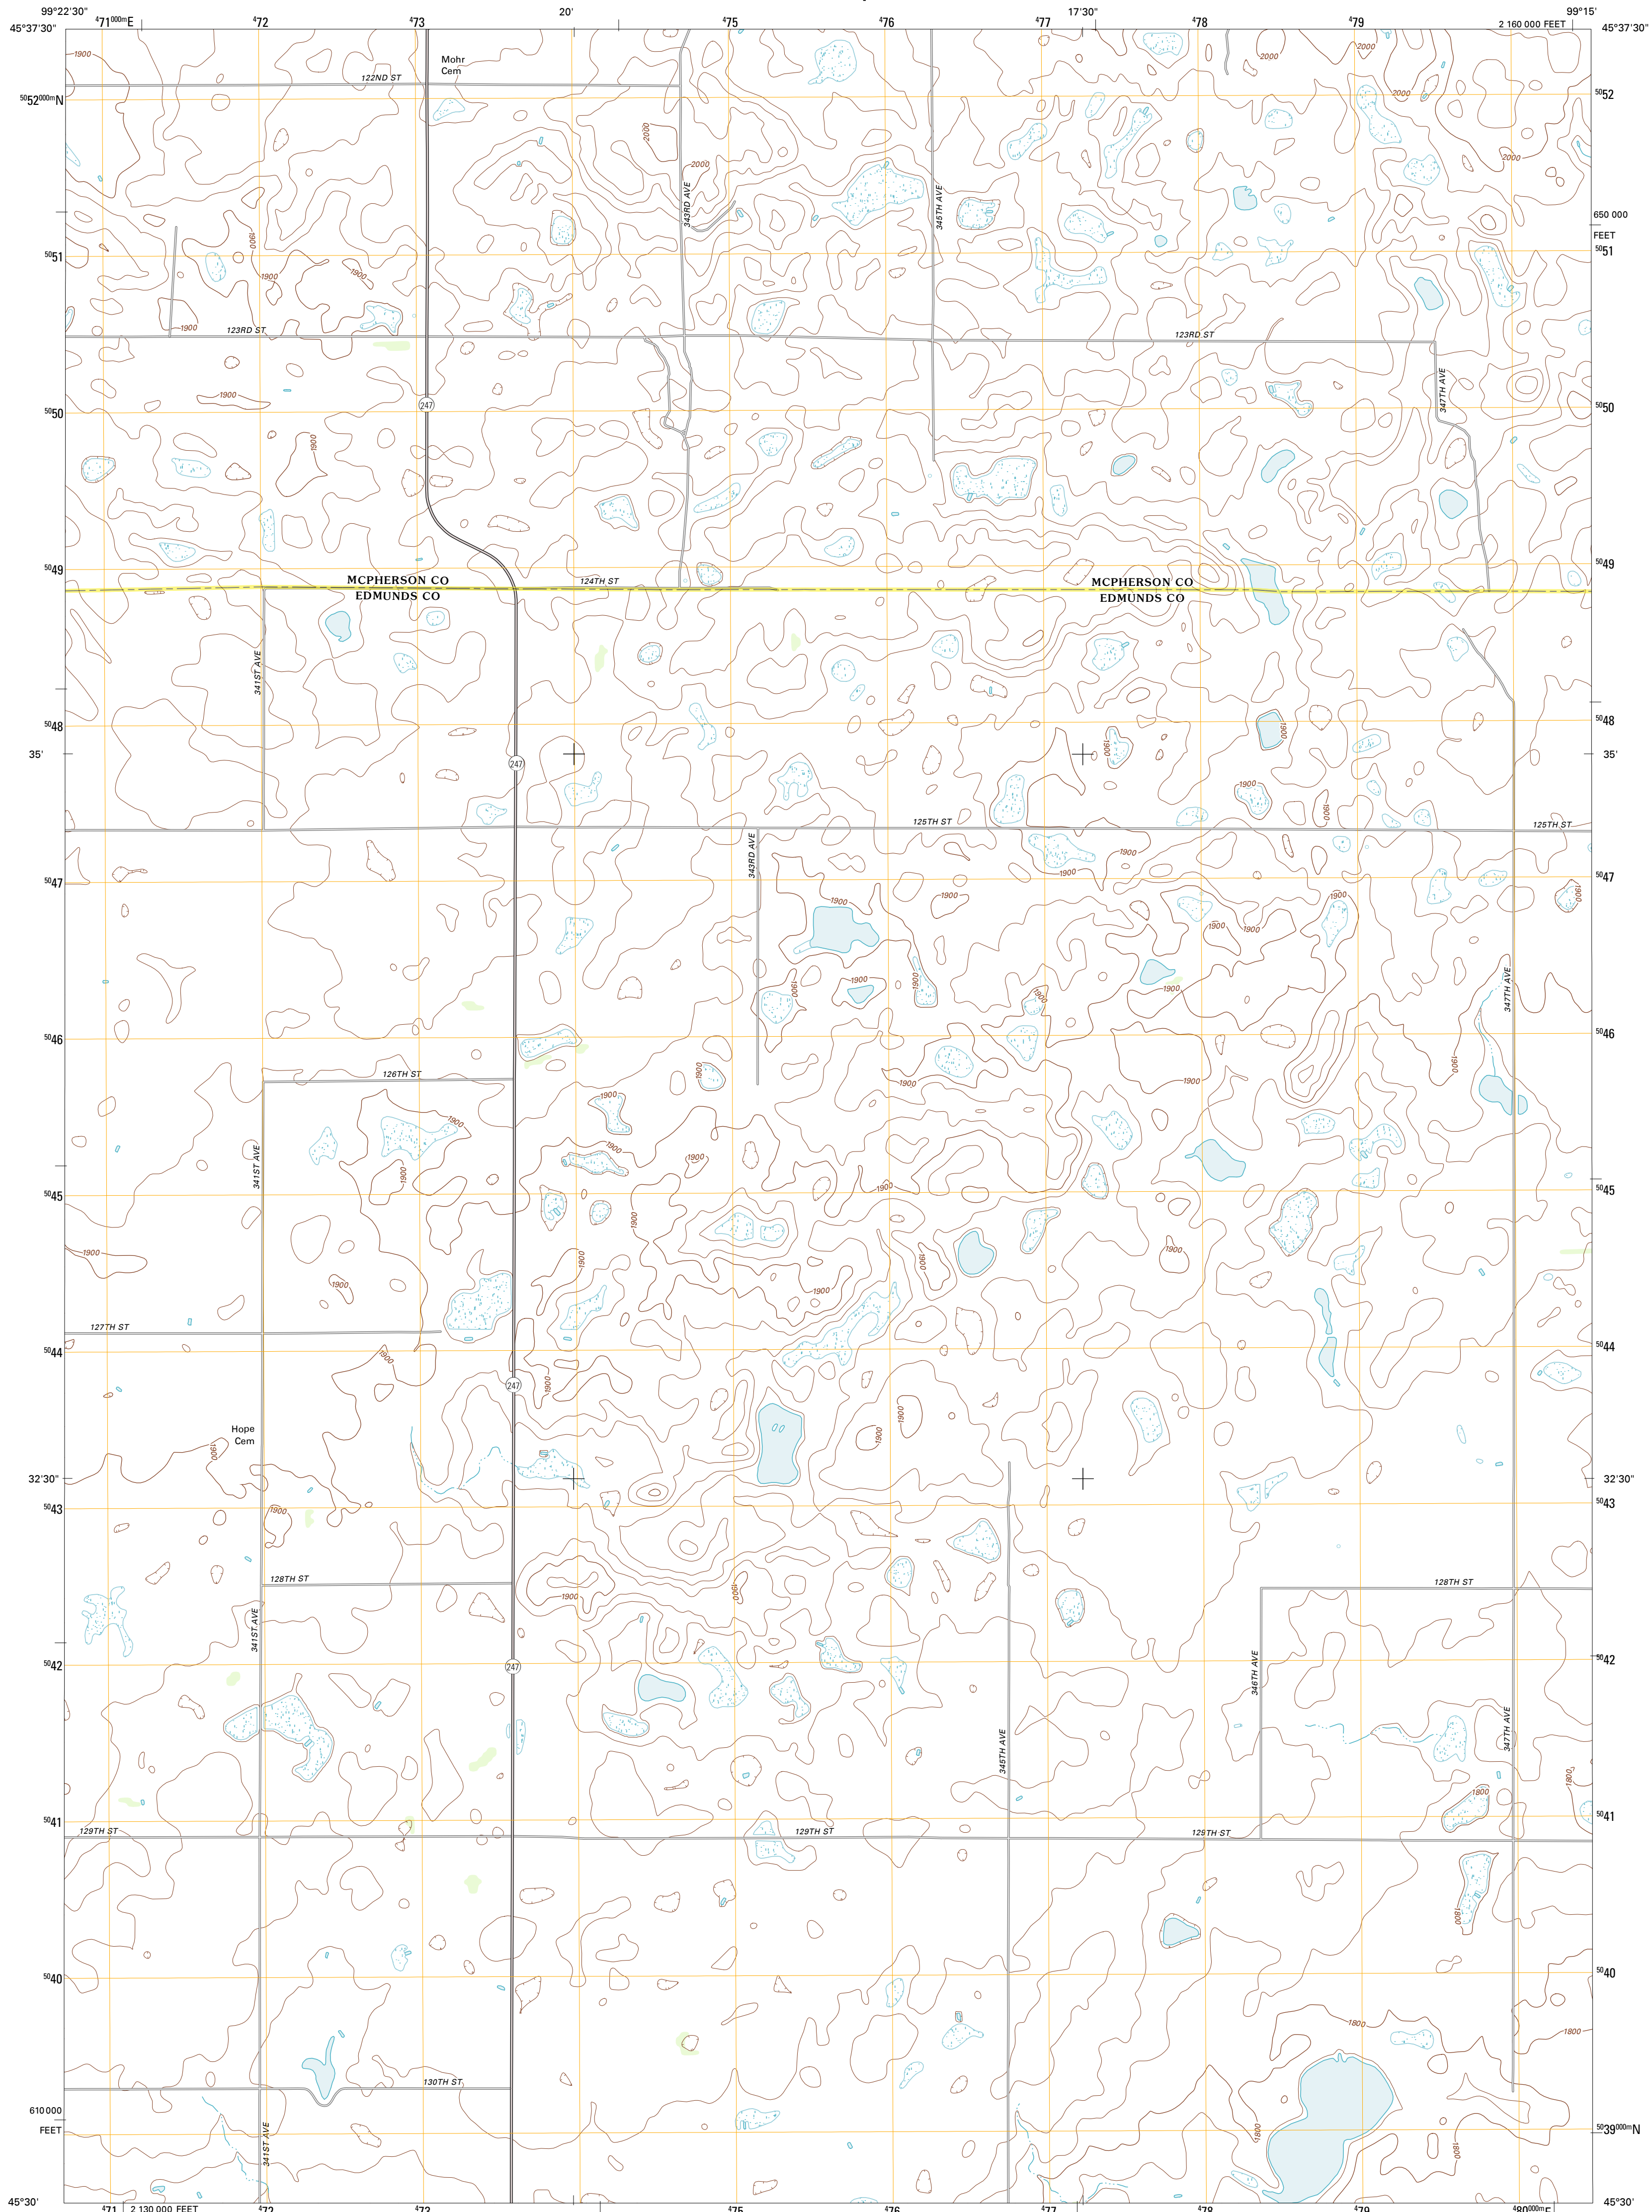 99°22'30"
⁴71⁰⁰⁰ᵐE
⁴72
⁴73
20'
⁴75
⁴76
⁴77
17'30"
⁴78
⁴79
2 160 000 FEET
99°15'
45°37'30"
45°37'30"
1900
Mohr
Cem
2000
2000
122ND ST
⁵⁰52⁰⁰⁰ᵐN
2000
⁵⁰52
2000
2000
2000
343RD AVE
345TH AVE
650 000
FEET
1900
⁵⁰51
⁵⁰51
1900
1900
1900
123RD ST
123RD ST
347TH AVE
1900
247
⁵⁰50
⁵⁰50
1900
⁵⁰49
⁵⁰49
MCPHERSON CO
EDMUNDS CO
124TH ST
MCPHERSON CO
EDMUNDS CO
341ST AVE
⁵⁰48
⁵⁰48
1900
1900
35'
35'
247
1900
1900
125TH ST
125TH ST
343RD AVE
1900
1900
⁵⁰47
⁵⁰47
1900
1900
1900
1900
1900
1900
347TH AVE
1900
1900
1900
1900
1900
⁵⁰46
⁵⁰46
1900
126TH ST
1900
1900
1900
1900
1900
1900
1900
341ST AVE
1900
1900
⁵⁰45
⁵⁰45
1900
1900
1900
1900
1900
1900
1900
127TH ST
⁵⁰44
⁵⁰44
1900
247
1900
1900
1900
Hope
Cem
1900
32'30"
32'30"
⁵⁰43
⁵⁰43
1900
128TH ST
1900
1900
128TH ST
341ST AVE
⁵⁰42
⁵⁰42
247
346TH AVE
345TH AVE
347TH AVE
1800
1800
⁵⁰41
⁵⁰41
129TH ST
129TH ST
129TH ST
1800
⁵⁰40
⁵⁰40
1800
1800
130TH ST
610 000
FEET
341ST AVE
1800
1800
⁵⁰39⁰⁰⁰ᵐN
45°30'
45°30'
⁴71
2 130 000 FEET
⁴72
⁴73
⁴75
⁴76
⁴77
⁴78
⁴79
⁴80⁰⁰⁰ᵐE